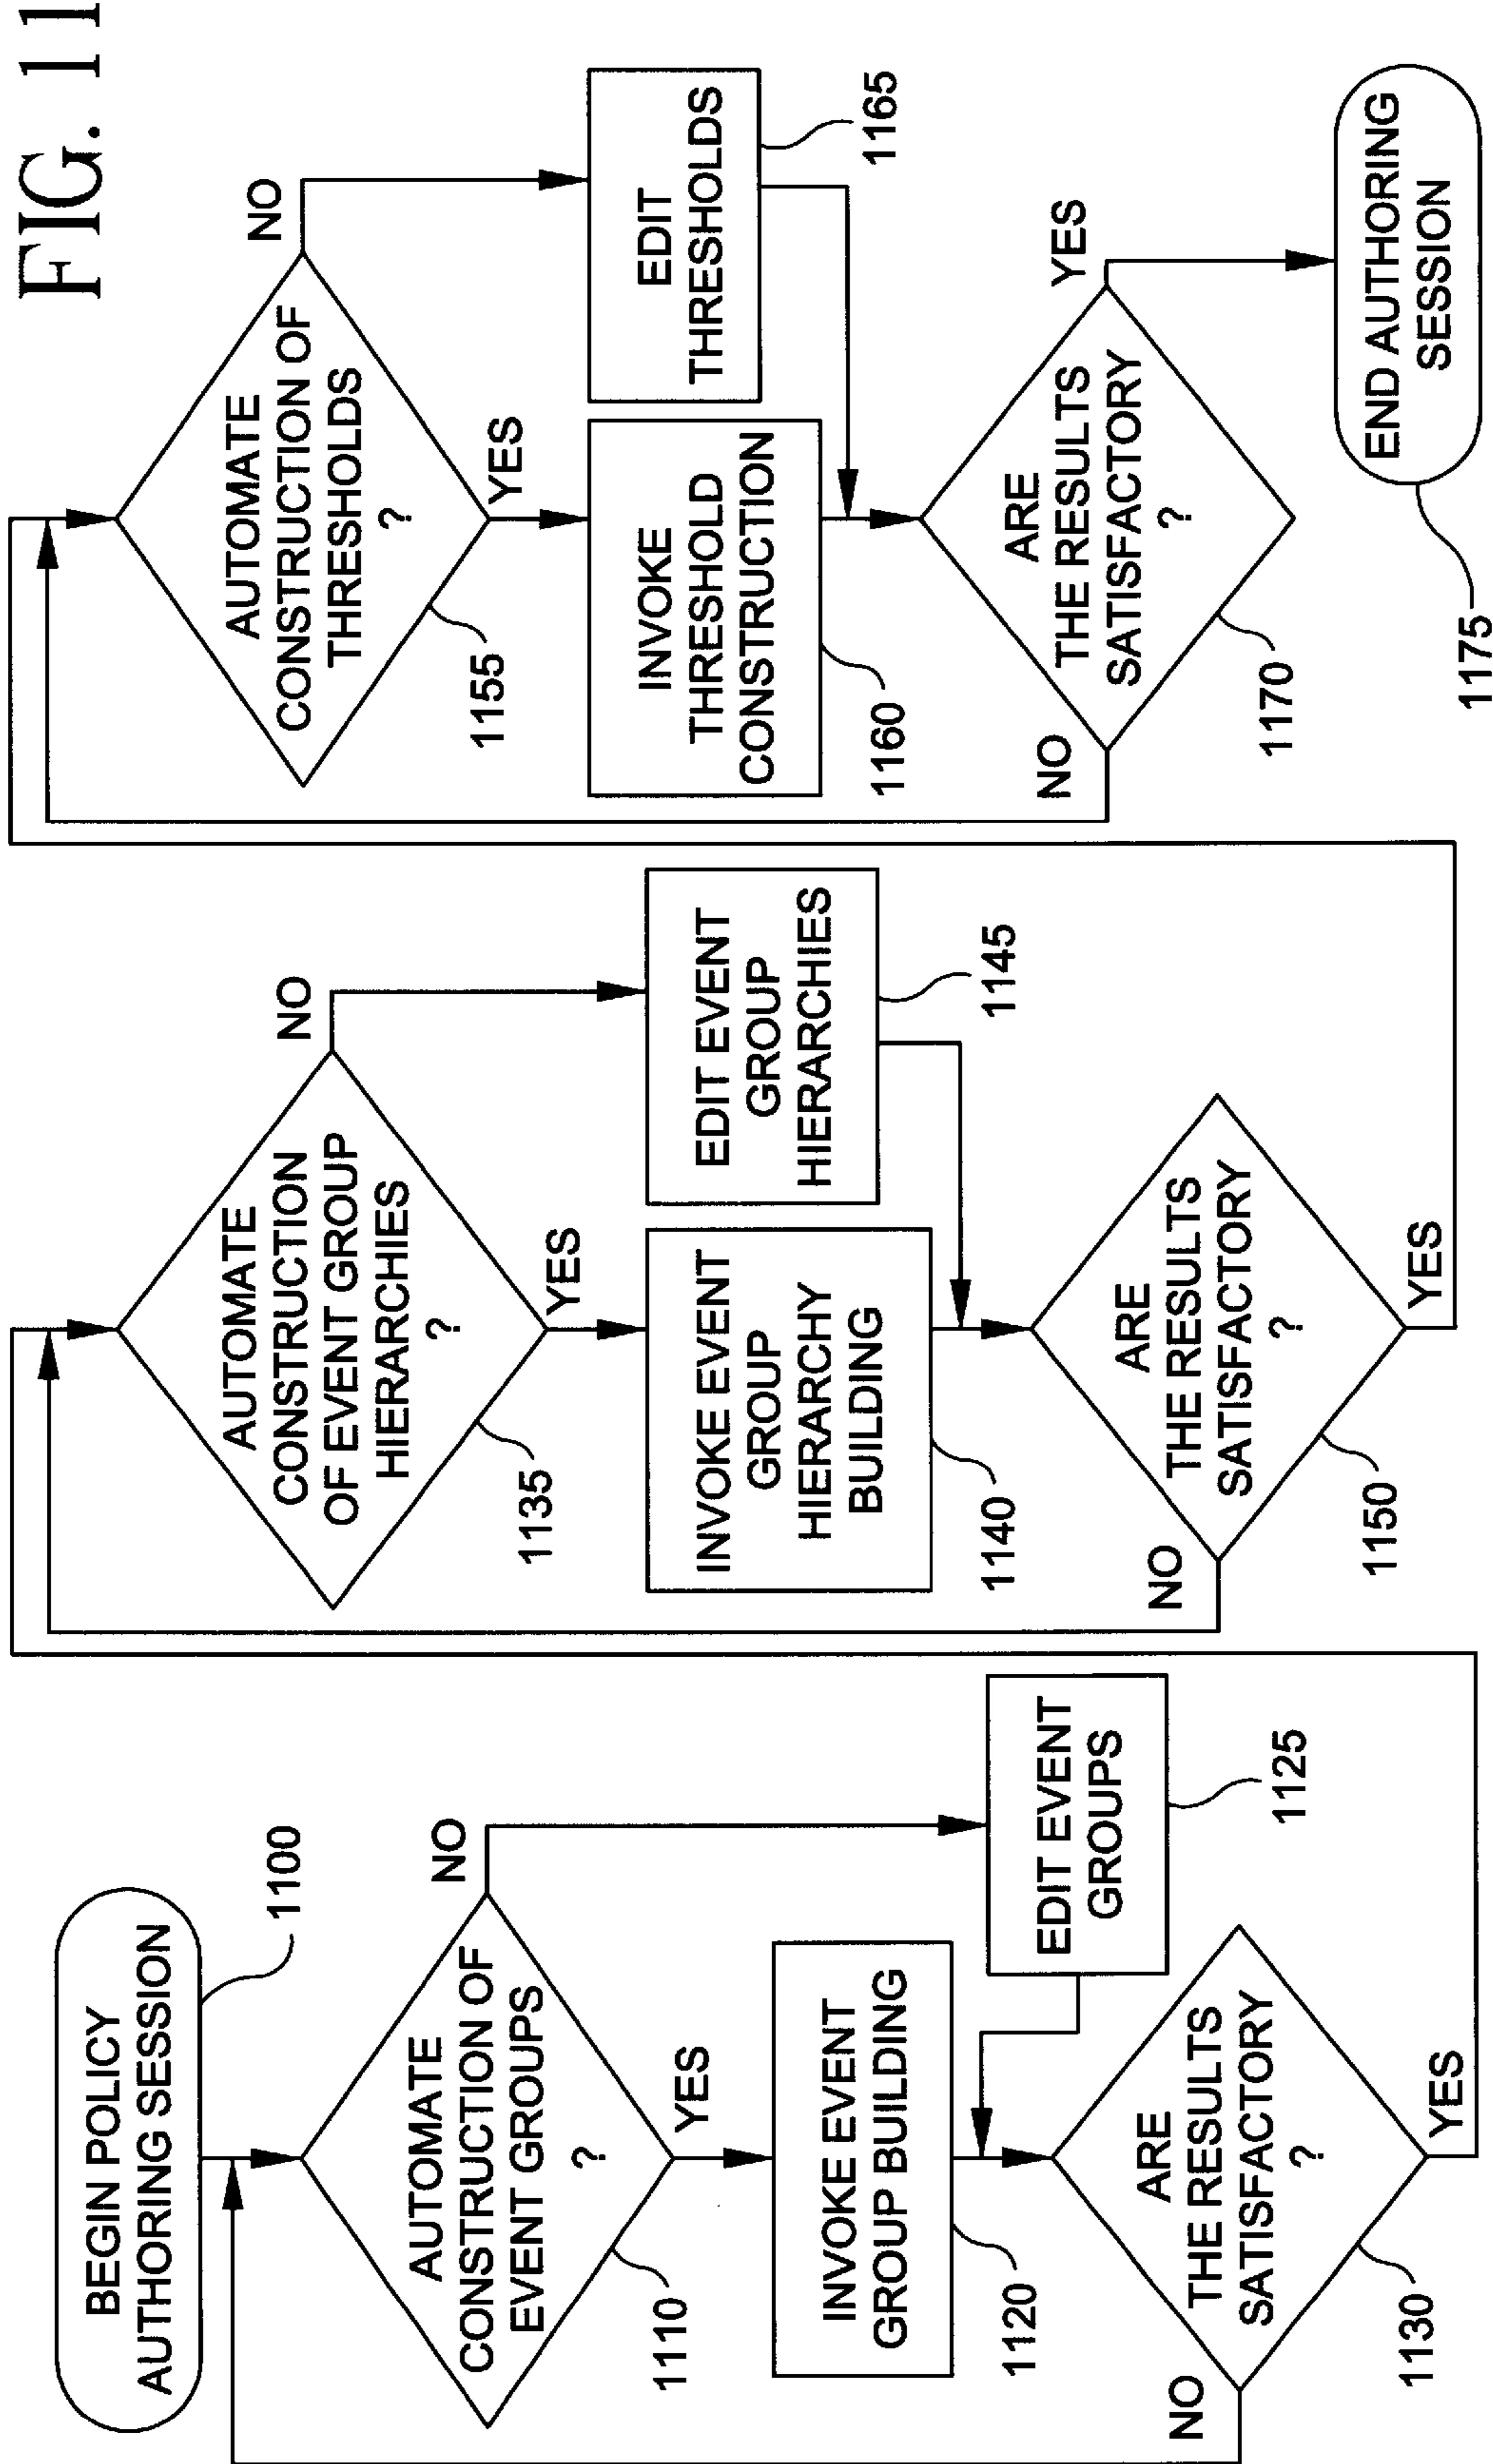 FIG. 11
BEGIN POLICY
AUTHORING SESSION
1100
AUTOMATE
CONSTRUCTION OF
EVENT GROUPS
?
1110
NO
YES
INVOKE EVENT
GROUP BUILDING
1120
EDIT EVENT
GROUPS
1125
ARE
THE RESULTS
SATISFACTORY
?
1130
NO
YES
AUTOMATE
CONSTRUCTION
OF EVENT GROUP
HIERARCHIES
?
1135
NO
YES
INVOKE EVENT
GROUP
HIERARCHY
BUILDING
1140
EDIT EVENT
GROUP
HIERARCHIES
1145
ARE
THE RESULTS
SATISFACTORY
?
1150
NO
YES
AUTOMATE
CONSTRUCTION OF
THRESHOLDS
?
1155
NO
YES
INVOKE
THRESHOLD
CONSTRUCTION
1160
EDIT
THRESHOLDS
1165
ARE
THE RESULTS
SATISFACTORY
?
1170
NO
YES
END AUTHORING
SESSION
1175